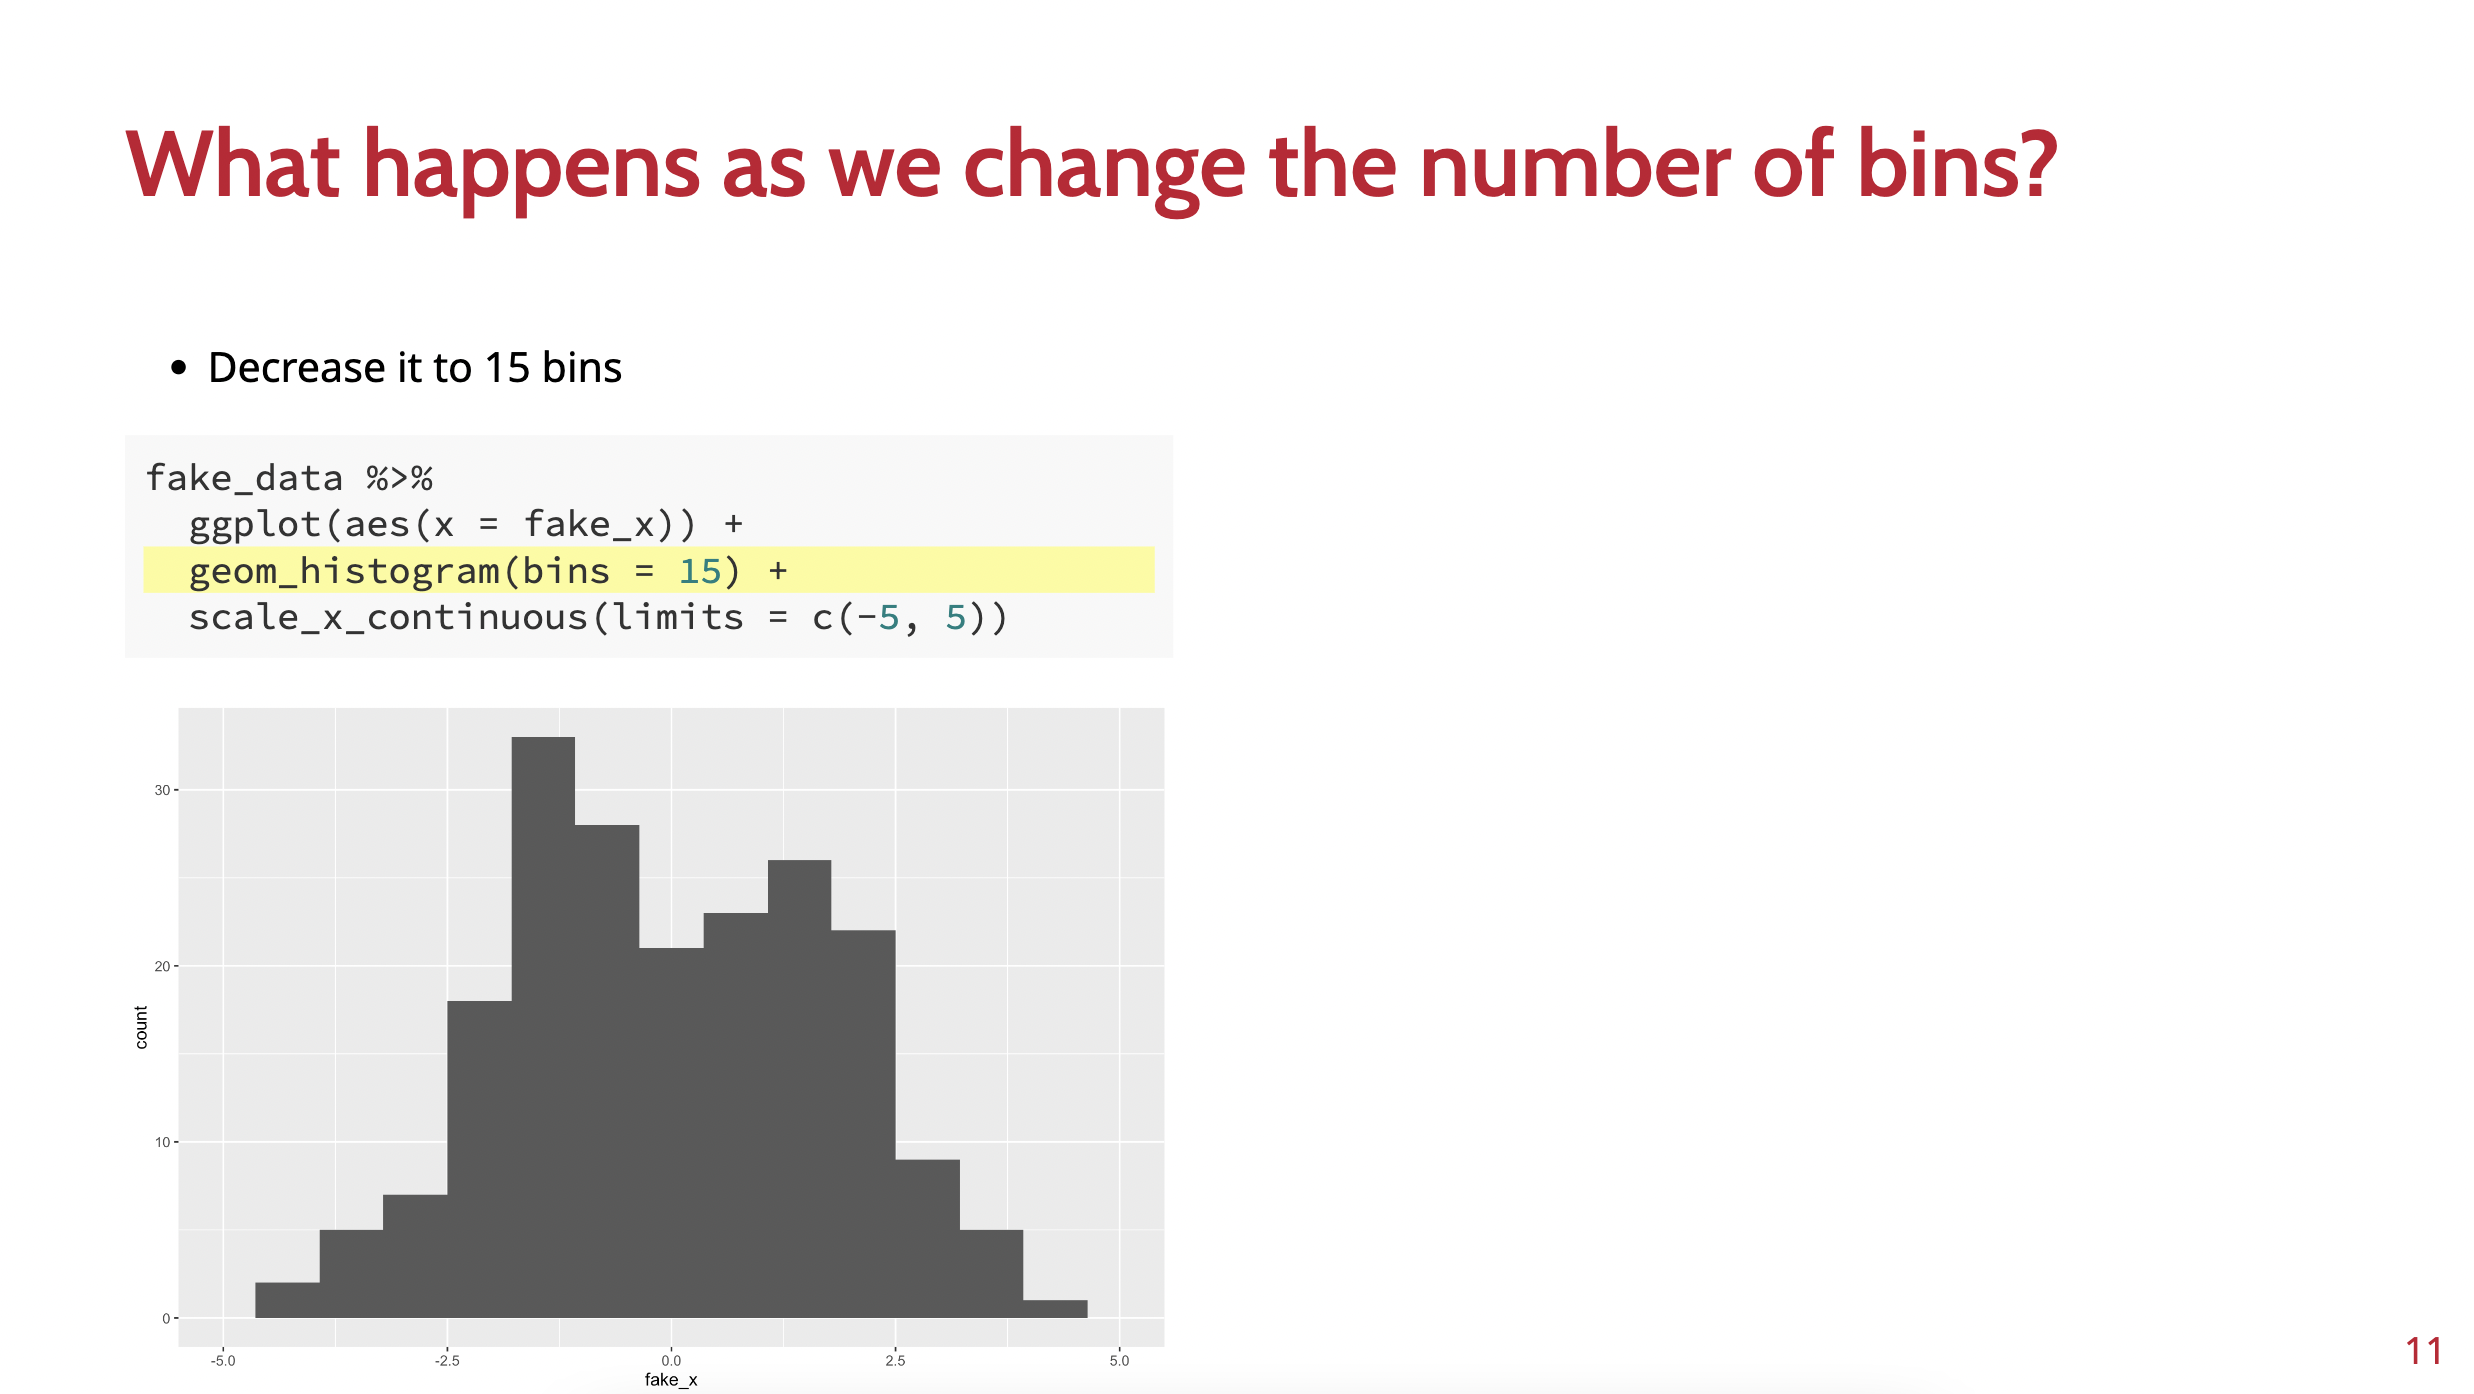 What happens as we change the number of bins?
• Decrease it to 15 bins
fake_data %>%
  ggplot(aes(x = fake_x)) +
  geom_histogram(bins = 15) +
  scale_x_continuous(limits = c(-5, 5))
30
20
10
0
count
-5.0 -2.5 0.0 2.5 5.0
fake_x
11